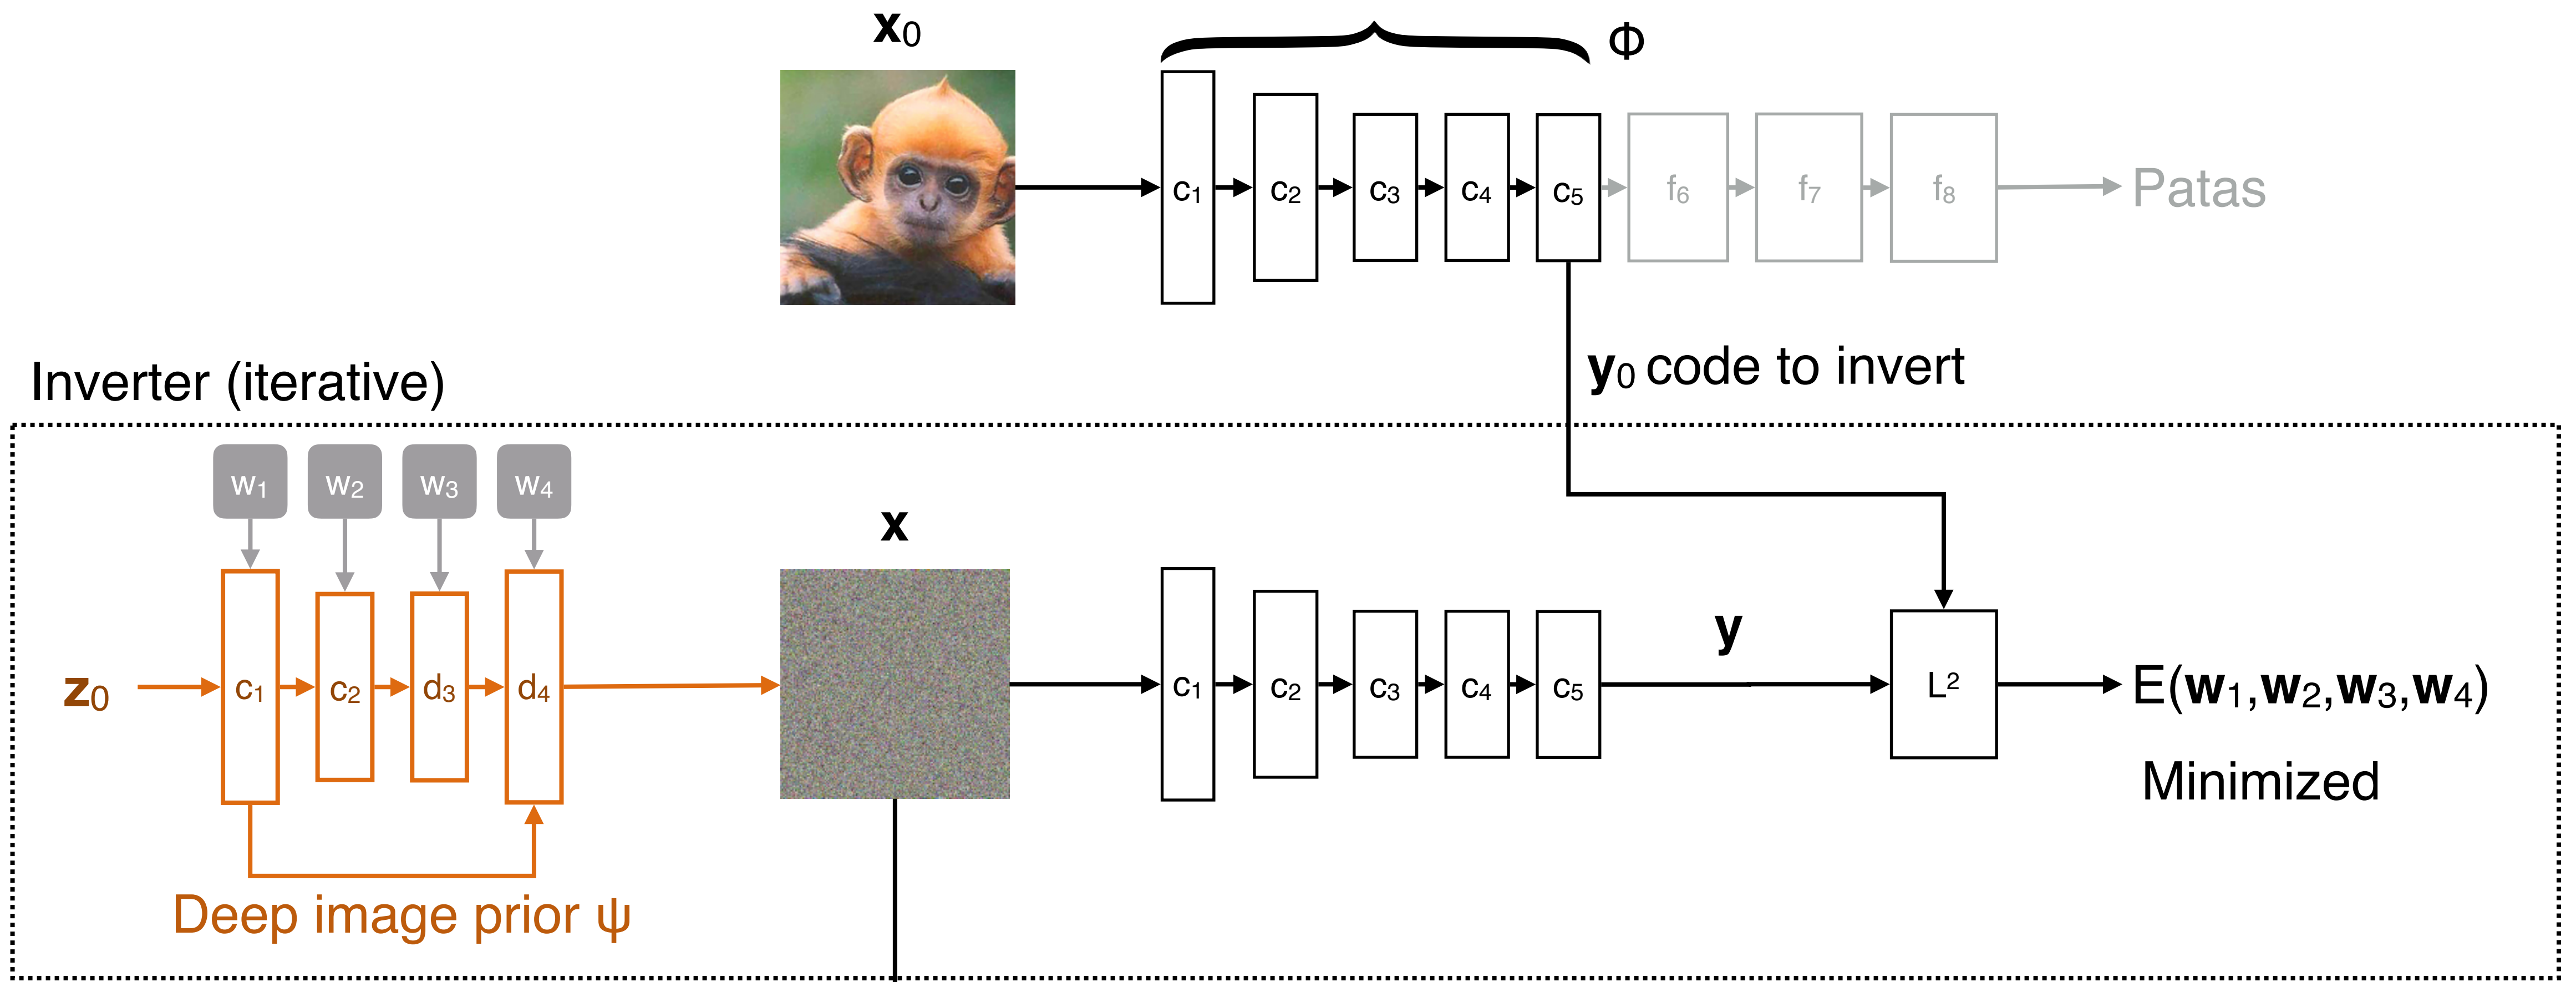 x₀
Φ
c₁ c₂ c₃ c₄ c₅ f₆ f₇ f₈ Patas
y₀ code to invert
Inverter (iterative)
w₁ w₂ w₃ w₄
x
y
z₀ c₁ c₂ d₃ d₄ c₁ c₂ c₃ c₄ c₅ L² E(w₁,w₂,w₃,w₄)
Minimized
Deep image prior ψ